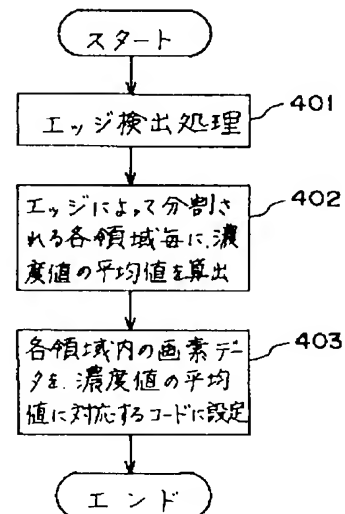 スタート
エッジ検出処理
401
エッジによって分割さ
れる各領域毎に、濃
度値の平均値を算出
402
各領域内の画素デー
タを、濃度値の平均
値に対応するコードに設定
403
エンド